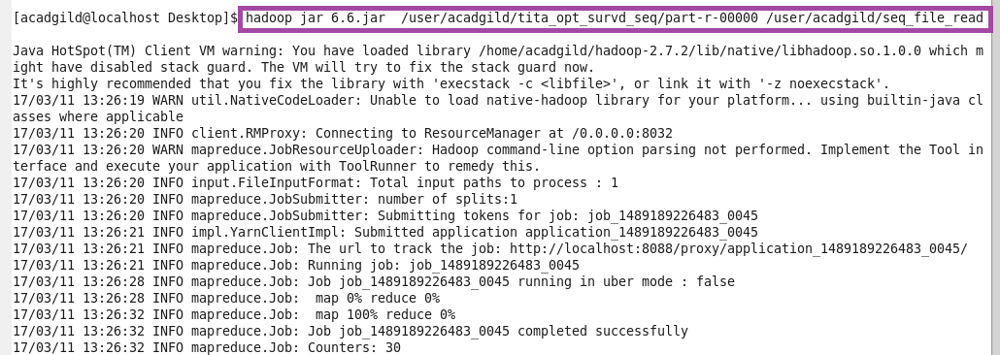 [acadgild@localhost Desktop]$ hadoop jar 6.6.jar  /user/acadgild/tita_opt_survd_seq/part-r-00000 /user/acadgild/seq_file_read
Java HotSpot(TM) Client VM warning: You have loaded library /home/acadgild/hadoop-2.7.2/lib/native/libhadoop.so.1.0.0 which m
ight have disabled stack guard. The VM will try to fix the stack guard now.
It's highly recommended that you fix the library with 'execstack -c <libfile>', or link it with '-z noexecstack'.
17/03/11 13:26:19 WARN util.NativeCodeLoader: Unable to load native-hadoop library for your platform... using builtin-java cl
asses where applicable
17/03/11 13:26:20 INFO client.RMProxy: Connecting to ResourceManager at /0.0.0.0:8032
17/03/11 13:26:20 WARN mapreduce.JobResourceUploader: Hadoop command-line option parsing not performed. Implement the Tool in
terface and execute your application with ToolRunner to remedy this.
17/03/11 13:26:20 INFO input.FileInputFormat: Total input paths to process : 1
17/03/11 13:26:20 INFO mapreduce.JobSubmitter: number of splits:1
17/03/11 13:26:20 INFO mapreduce.JobSubmitter: Submitting tokens for job: job_1489189226483_0045
17/03/11 13:26:21 INFO impl.YarnClientImpl: Submitted application application_1489189226483_0045
17/03/11 13:26:21 INFO mapreduce.Job: The url to track the job: http://localhost:8088/proxy/application_1489189226483_0045/
17/03/11 13:26:21 INFO mapreduce.Job: Running job: job_1489189226483_0045
17/03/11 13:26:28 INFO mapreduce.Job: Job job_1489189226483_0045 running in uber mode : false
17/03/11 13:26:28 INFO mapreduce.Job:  map 0% reduce 0%
17/03/11 13:26:32 INFO mapreduce.Job:  map 100% reduce 0%
17/03/11 13:26:32 INFO mapreduce.Job: Job job_1489189226483_0045 completed successfully
17/03/11 13:26:32 INFO mapreduce.Job: Counters: 30